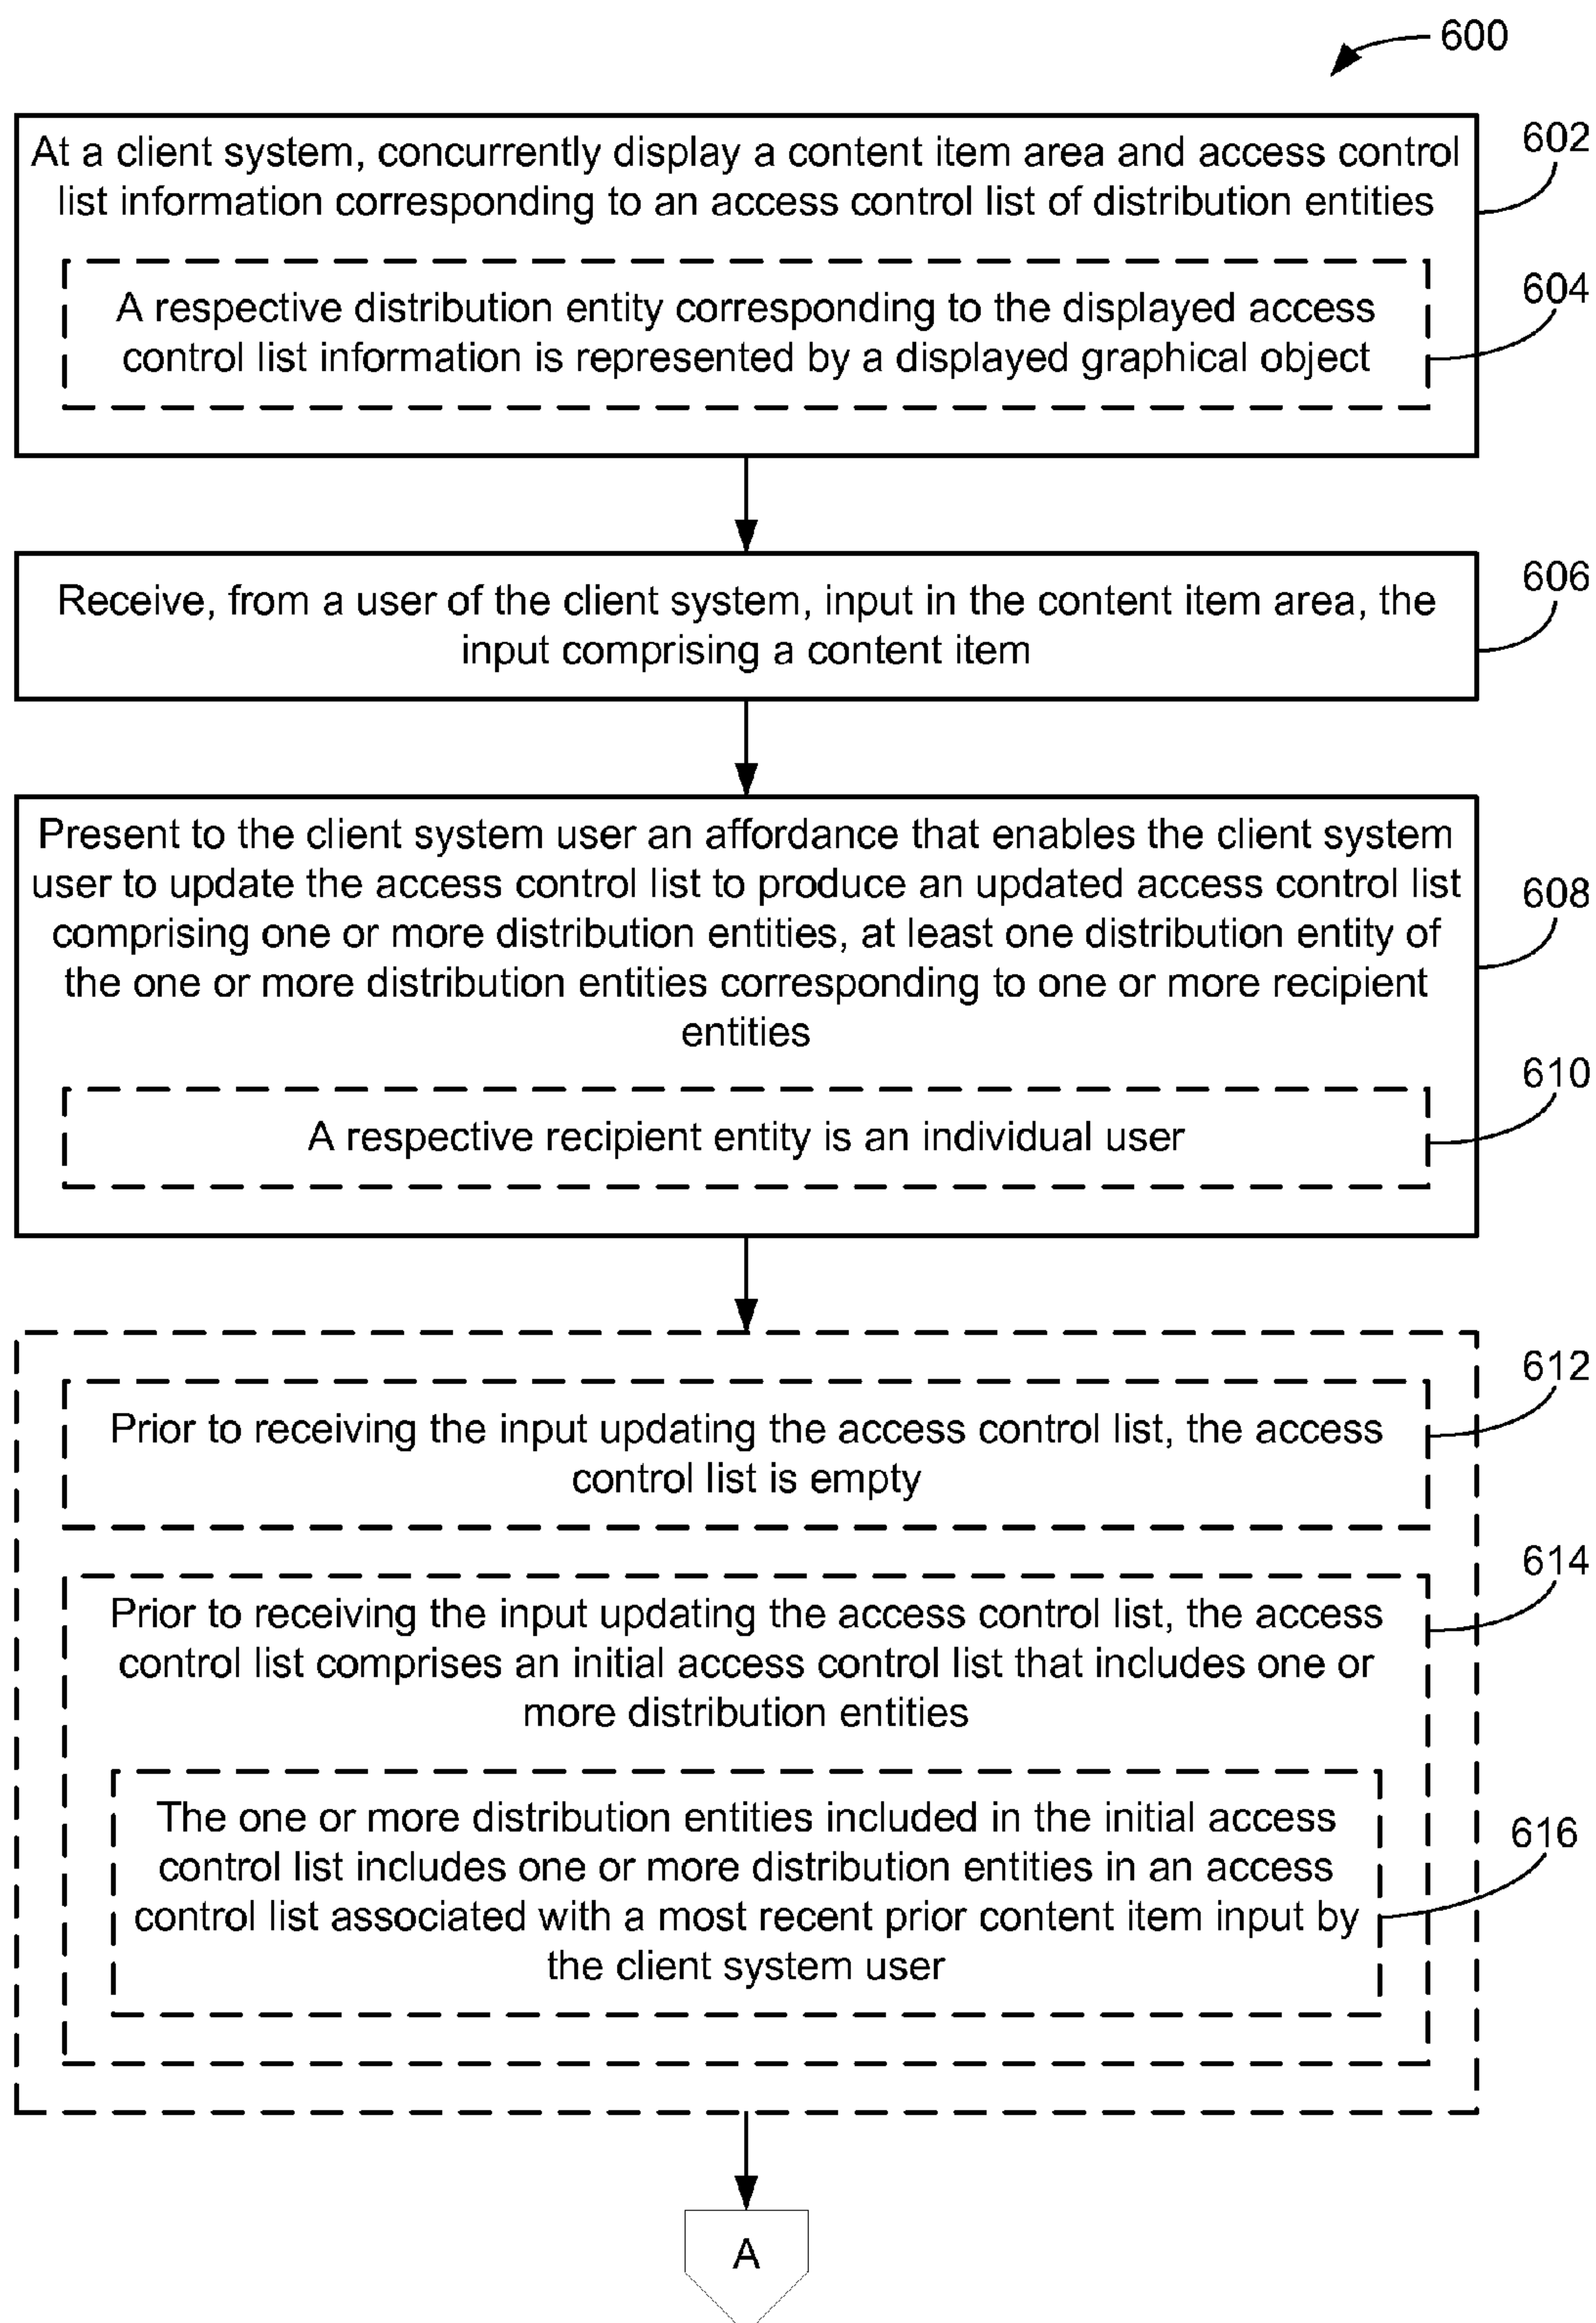 600
602
At a client system, concurrently display a content item area and access control
list information corresponding to an access control list of distribution entities
604
A respective distribution entity corresponding to the displayed access
control list information is represented by a displayed graphical object
606
Receive, from a user of the client system, input in the content item area, the
input comprising a content item
Present to the client system user an affordance that enables the client system
user to update the access control list to produce an updated access control list
608
comprising one or more distribution entities, at least one distribution entity of
the one or more distribution entities corresponding to one or more recipient
entities
610
A respective recipient entity is an individual user
612
Prior to receiving the input updating the access control list, the access
control list is empty
614
Prior to receiving the input updating the access control list, the access
control list comprises an initial access control list that includes one or
more distribution entities
616
The one or more distribution entities included in the initial access
control list includes one or more distribution entities in an access
control list associated with a most recent prior content item input by
the client system user
A